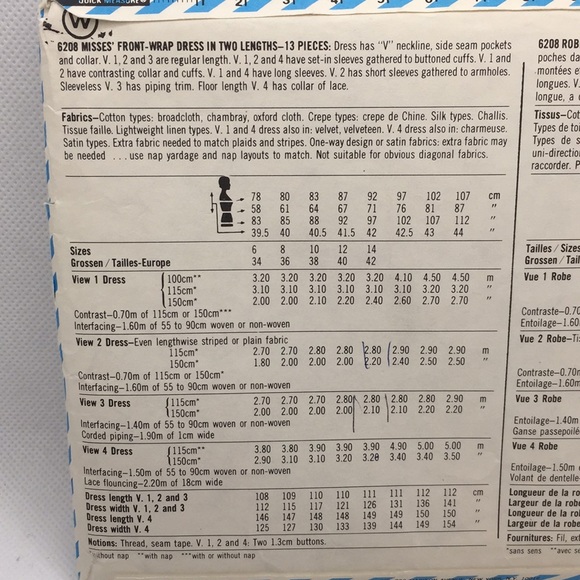 QUICK MEASURE
W
6208 MISSES' FRONT-WRAP DRESS IN TWO LENGTHS–13 PIECES: Dress has "V" neckline, side seam pockets
and collar. V. 1, 2 and 3 are regular length. V. 1, 2 and 4 have set-in sleeves gathered to buttoned cuffs. V. 1 and
2 have contrasting collar and cuffs. V. 1 and 4 have long sleeves. V. 2 has short sleeves gathered to armholes.
Sleeveless V. 3 has piping trim. Floor length V. 4 has collar of lace.
Fabrics–Cotton types: broadcloth, chambray, oxford cloth. Crepe types: crepe de Chine. Silk types. Challis.
Tissue faille. Lightweight linen types. V. 1 and 4 dress also in: velvet, velveteen. V. 4 dress also in: charmeuse.
Satin types. Extra fabric needed to match plaids and stripes. One-way design or satin fabrics: extra fabric may
be needed ... use nap yardage and nap layouts to match. Not suitable for obvious diagonal fabrics.
78 80 83 87 92 97 102 107 cm
58 61 64 67 71 76 81 87 "
83 85 88 92 97 102 107 112 "
39.5 40 40.5 41.5 42 42.5 43 44 "
Sizes 6 8 10 12 14
Grossen / Tailles-Europe 34 36 38 40 42
View 1 Dress 100cm** 3.20 3.20 3.20 3.20 3.20 4.10 4.50 4.50 m
115cm* 3.10 3.10 3.10 3.10 3.10 3.10 3.20 3.20 "
150cm* 2.00 2.00 2.10 2.20 2.40 2.60 2.70 2.70 "
Contrast–0.70m of 115cm or 150cm***
Interfacing–1.60m of 55 to 90cm woven or non-woven
View 2 Dress–Even lengthwise striped or plain fabric
115cm* 2.70 2.70 2.80 2.80 2.80 2.90 2.90 2.90 m
150cm* 1.80 2.00 2.00 2.00 2.20 2.40 2.50 2.50 "
Contrast–0.70m of 115cm or 150cm*
Interfacing–1.60m of 55 to 90cm woven or non-woven
View 3 Dress 115cm* 2.70 2.70 2.70 2.80 2.80 2.80 2.80 2.90 m
150cm* 2.00 2.00 2.00 2.00 2.10 2.10 2.20 2.20 "
Interfacing–1.40m of 55 to 90cm woven or non-woven
Corded piping–1.90m of 1cm wide
View 4 Dress 115cm** 3.80 3.80 3.90 3.90 3.90 4.90 5.00 5.00 m
150cm* 2.90 3.10 3.10 3.20 3.20 3.40 3.40 3.50 "
Interfacing–1.50m of 55 to 90cm woven or non-woven
Lace flouncing–2.20m of 18cm wide
Dress length V. 1, 2 and 3 108 109 110 110 111 111 112 112 cm
Dress width V. 1, 2 and 3 112 115 117 121 126 131 136 141 "
Dress length V. 4 146 147 148 148 149 149 150 150 "
Dress width V. 4 125 127 130 133 139 144 149 154 "
Notions: Thread, seam tape. V. 1, 2 and 4: Two 1.3cm buttons.
*without nap **with nap ***with or without nap
6208 ROB
poches da
montées e
longues. V.
longue, a
Tissus–Cot
Types de to
Types de s
uni-direction
raccorder. P
Tailles / Sizes
Grossen / Tail
Vue 1 Robe
Contraste–0.70
Entoilage–1.60
Vue 2 Robe–Ti
Contraste–0.70
Entoilage–1.60
Vue 3 Robe
Entoilage–1.40m
Ganse passepoilé
Vue 4 Robe
Entoilage–1.50m
Volant de dentelle
Longueur de la ro
Largeur de la robe
Longueur de la rob
Largeur de la robe
Fournitures: Fil, ext
*sans sens **avec se